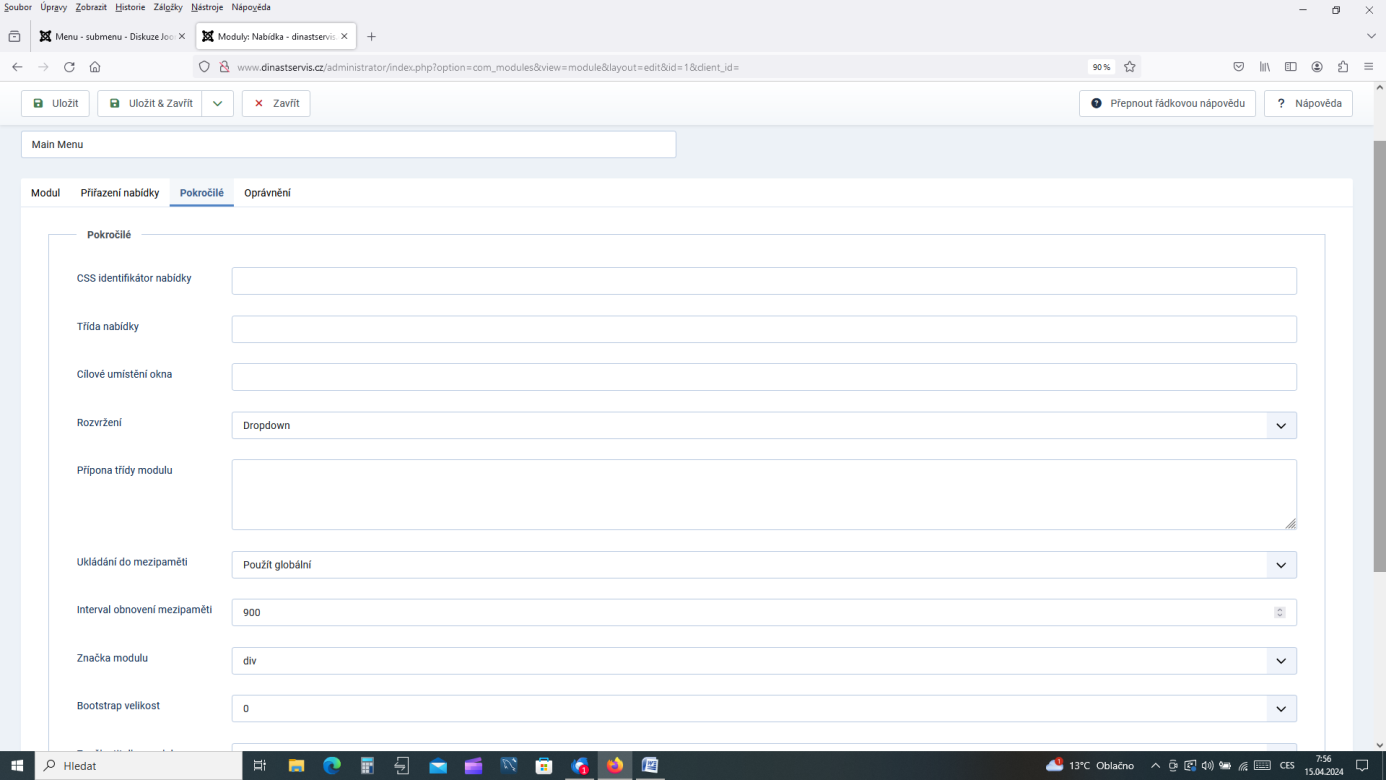 Soubor Úpravy Zobrazit Historie Záložky Nástroje Nápověda
Menu - submenu - Diskuze Joo
Moduly: Nabídka - dinastservis.
www.dinastservis.cz/administrator/index.php?option=com_modules&view=module&layout=edit&id=1&client_id=
90 %
Uložit
Uložit & Zavřít
Zavřít
Přepnout řádkovou nápovědu
? Nápověda
Main Menu
Modul Přiřazení nabídky Pokročilé Oprávnění
Pokročilé
CSS identifikátor nabídky
Třída nabídky
Cílové umístění okna
Rozvržení
Dropdown
Přípona třídy modulu
Ukládání do mezipaměti
Použít globální
Interval obnovení mezipaměti
900
Značka modulu
div
Bootstrap velikost
0
Hledat
1
1
13°C Oblačno
CES
7:56
15.04.2024